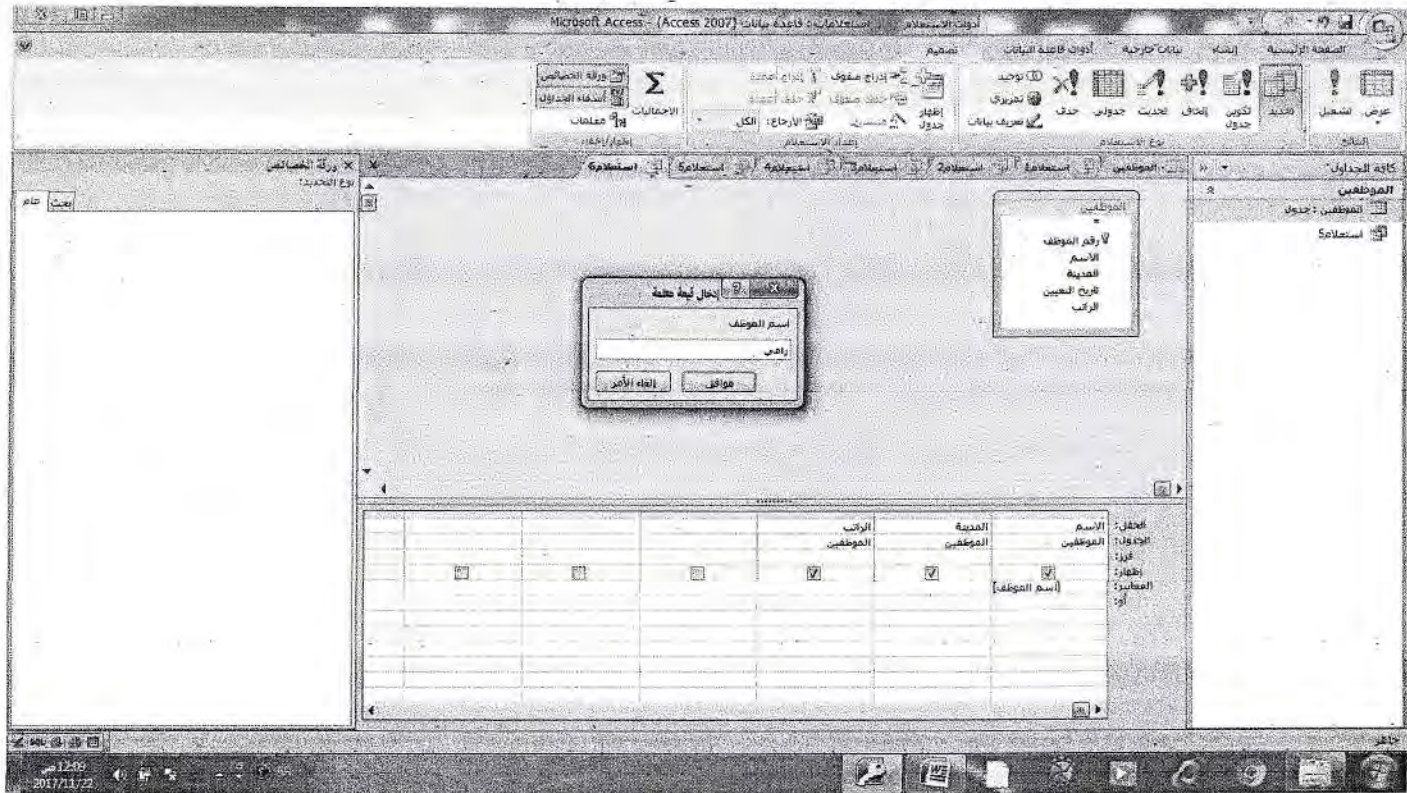 أدوات الاستعلام استعلام6 : قاعدة بيانات (Access 2007) - Microsoft Access
الصفحة الرئيسية إنشاء بيانات خارجية أدوات قاعدة البيانات تصميم
عرض تشغيل تحديد تكوين جدول إلحاق تحديث جدولي حذف
توحيد
تمريري
تعريف بيانات
إظهار جدول
إدراج صفوف
حذف صفوف
إدراج أعمدة
حذف أعمدة
الإرجاع: الكل
الاجماليات
ورقة الخصائص
أسماء الجداول
معلمات
النتائج
نوع الاستعلام
إعداد الاستعلام
إظهار/إخفاء
كافة الجداول
الموظفين استعلام1 استعلام2 استعلام3 استعلام4 استعلام5 استعلام6
ورقة الخصائص
نوع التحديد:
عام بحث
الموظفين
الموظفين : جدول
استعلام5
الموظفين
*
رقم الموظف
الاسم
المدينة
تاريخ التعيين
الراتب
إدخال قيمة معلمة
اسم الموظف
رامي
موافق إلغاء الأمر
الحقل: الاسم المدينة الراتب
الجدول: الموظفين الموظفين الموظفين
فرز:
إظهار:
المعايير: [اسم الموظف]
أو:
حاضر
12:09 ص
2017/11/22